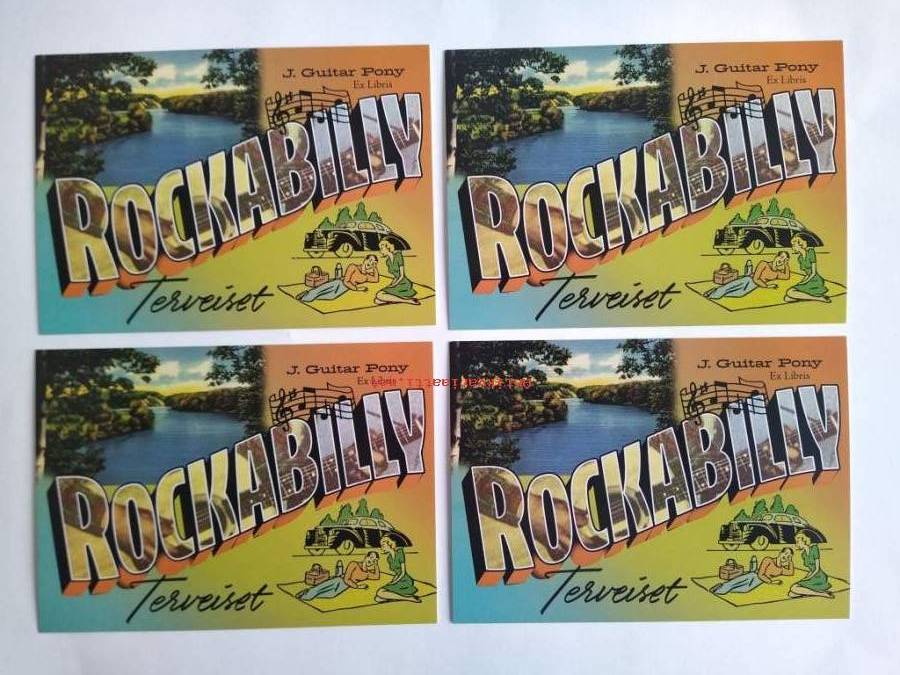 J. Guitar Pony
Ex Libris
ROCKABILLY
Terveiset
J. Guitar Pony
Ex Libris
ROCKABILLY
Terveiset
J. Guitar Pony
ROCKABILLY
Terveiset
J. Guitar Pony
Ex Libris
ROCKABILLY
Terveiset